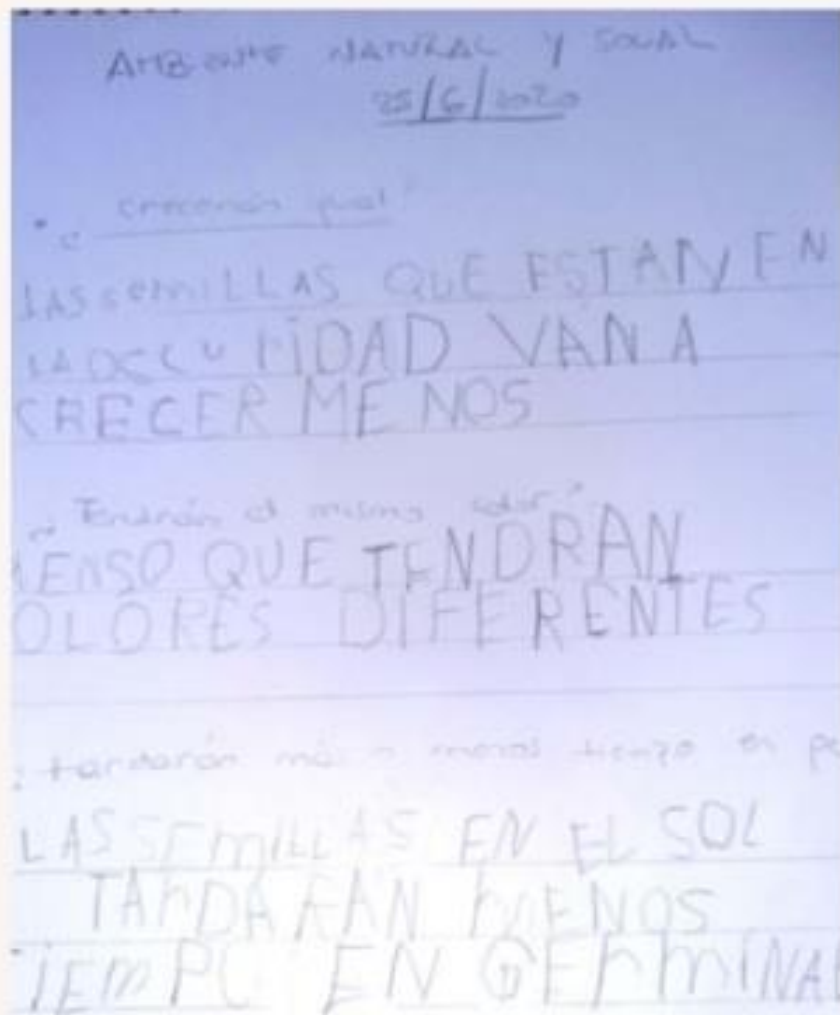 AMBIENTE NATURAL Y SOCIAL
25/6/2020
¿ Crecerán igual?
LAS SEMILLAS QUE ESTAN EN
LA OSCURIDAD VAN A
CRECER MENOS
¿ Tendrán el mismo color?
IENSO QUE TENDRAN
OLORES DIFERENTES
¿ tardarán más o menos tiempo en
LAS SEMILLAS EN EL SOL
TARDARAN MENOS
TIEMPO EN GERMINAR